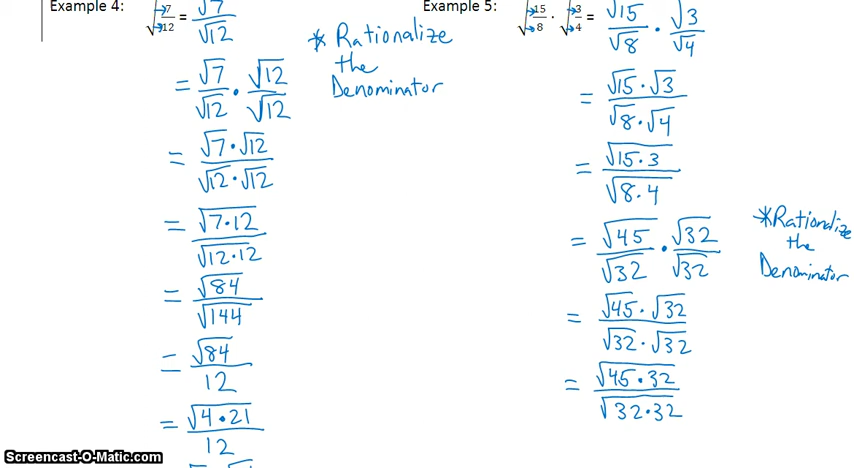 Example 4: √7/12 = √7/√12
= √7/√12 • √12/√12
* Rationalize
the
Denominator
= √7 • √12/√12 • √12
= √7 • 12/√12 • 12
= √84/√144
= √84/12
= √4 • 21/12
Example 5: √15/8 · √3/4 = √15/√8 • √3/√4
= √15 • √3/√8 • √4
= √15 • 3/√8 • 4
= √45/√32 • √32/√32
* Rationalize
the
Denominator
= √45 • √32/√32 • √32
= √45 • 32/√32 • 32
Screencast-O-Matic.com